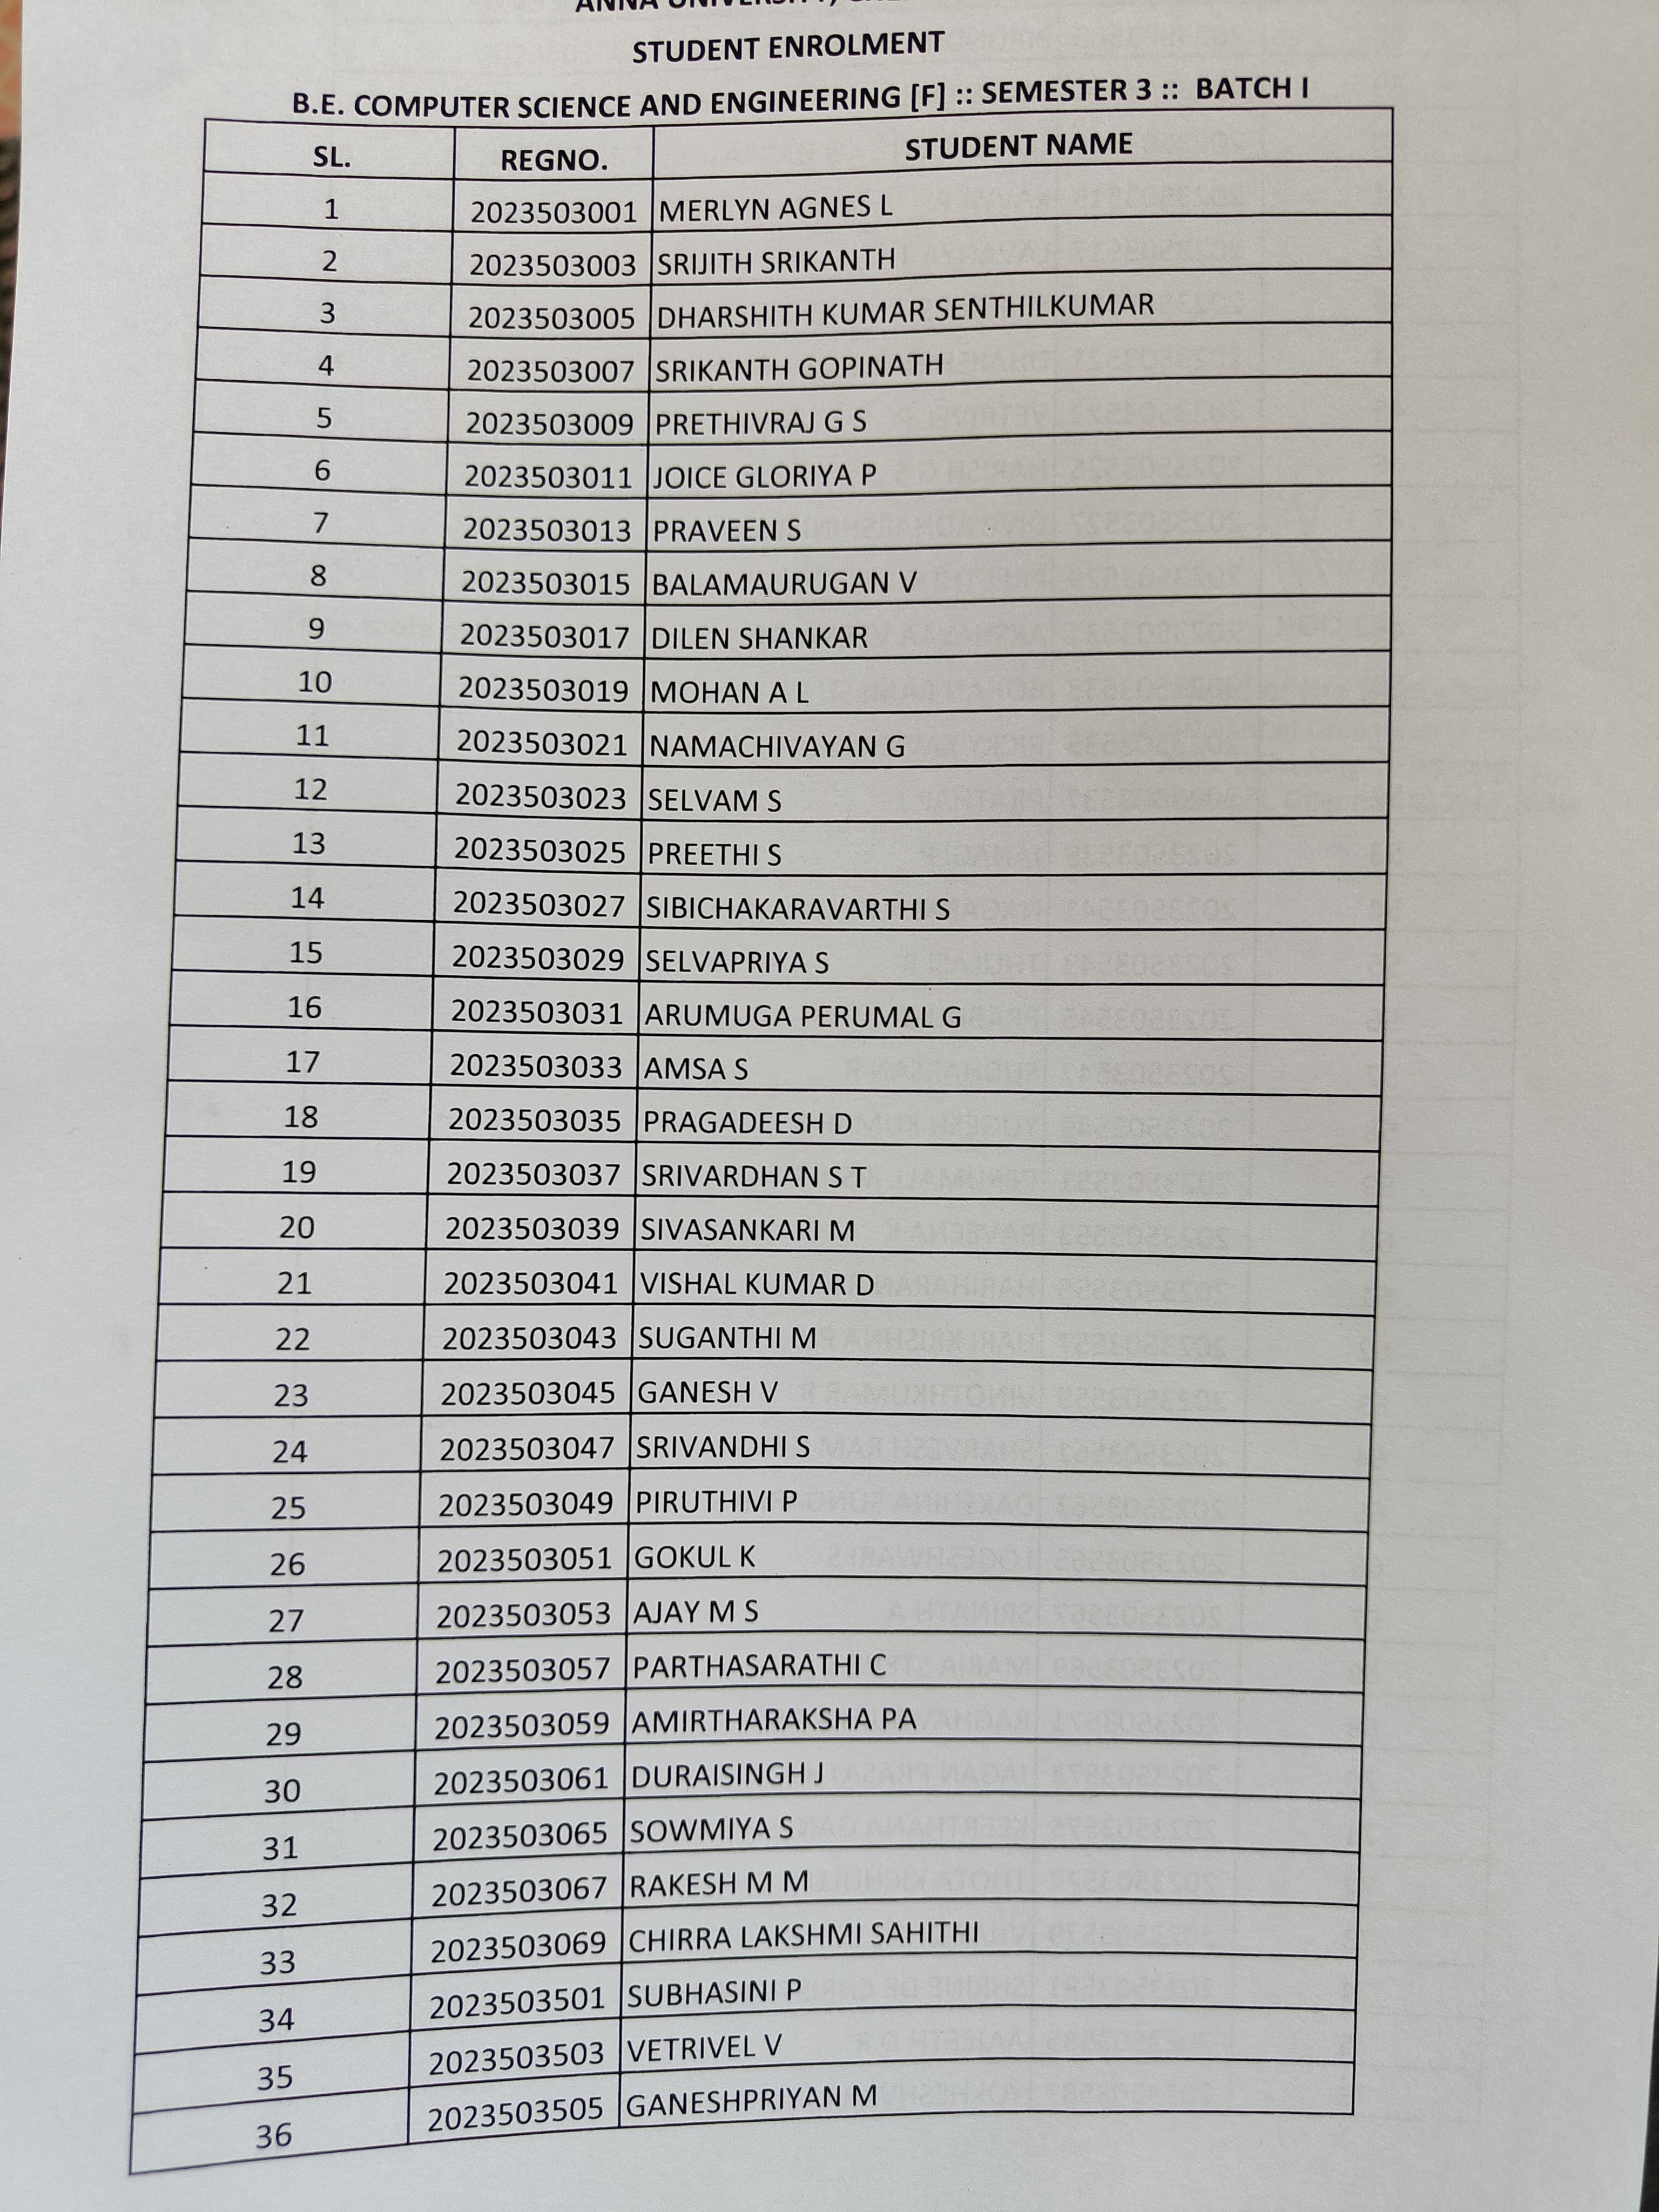 ANNA UNIVERSITY,
STUDENT ENROLMENT
B.E. COMPUTER SCIENCE AND ENGINEERING [F] :: SEMESTER 3 :: BATCH I
SL. REGNO. STUDENT NAME
1 2023503001 MERLYN AGNES L
2 2023503003 SRIJITH SRIKANTH
3 2023503005 DHARSHITH KUMAR SENTHILKUMAR
4 2023503007 SRIKANTH GOPINATH
5 2023503009 PRETHIVRAJ G S
6 2023503011 JOICE GLORIYA P
7 2023503013 PRAVEEN S
8 2023503015 BALAMAURUGAN V
9 2023503017 DILEN SHANKAR
10 2023503019 MOHAN A L
11 2023503021 NAMACHIVAYAN G
12 2023503023 SELVAM S
13 2023503025 PREETHI S
14 2023503027 SIBICHAKARAVARTHI S
15 2023503029 SELVAPRIYA S
16 2023503031 ARUMUGA PERUMAL G
17 2023503033 AMSA S
18 2023503035 PRAGADEESH D
19 2023503037 SRIVARDHAN S T
20 2023503039 SIVASANKARI M
21 2023503041 VISHAL KUMAR D
22 2023503043 SUGANTHI M
23 2023503045 GANESH V
24 2023503047 SRIVANDHI S
25 2023503049 PIRUTHIVI P
26 2023503051 GOKUL K
27 2023503053 AJAY M S
28 2023503057 PARTHASARATHI C
29 2023503059 AMIRTHARAKSHA PA
30 2023503061 DURAISINGH J
31 2023503065 SOWMIYA S
32 2023503067 RAKESH M M
33 2023503069 CHIRRA LAKSHMI SAHITHI
34 2023503501 SUBHASINI P
35 2023503503 VETRIVEL V
36 2023503505 GANESHPRIYAN M